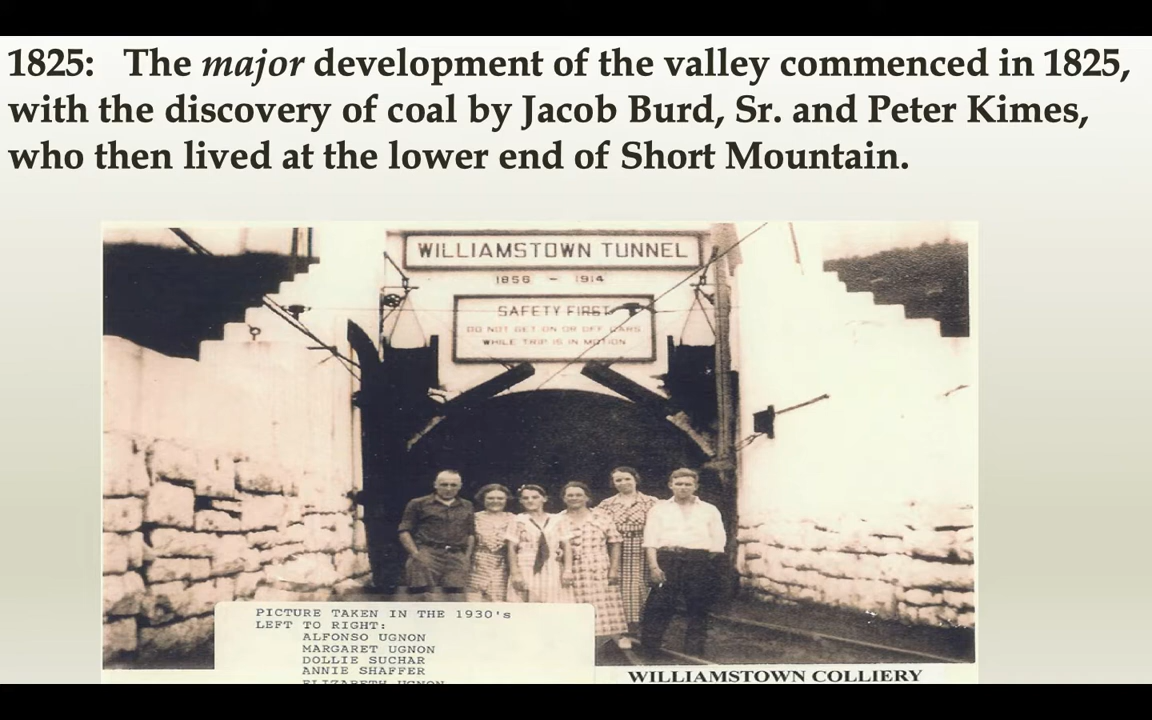 1825: The major development of the valley commenced in 1825,
with the discovery of coal by Jacob Burd, Sr. and Peter Kimes,
who then lived at the lower end of Short Mountain.
WILLIAMSTOWN TUNNEL
1856 - 1914
SAFETY FIRST
DO NOT GET ON OR OFF CARS
WHILE TRIP IS IN MOTION
PICTURE TAKEN IN THE 1930's
LEFT TO RIGHT:
ALFONSO UGNON
MARGARET UGNON
DOLLIE SUCHAR
ANNIE SHAFFER
ELIZABETH UGNON
WILLIAMSTOWN COLLIERY